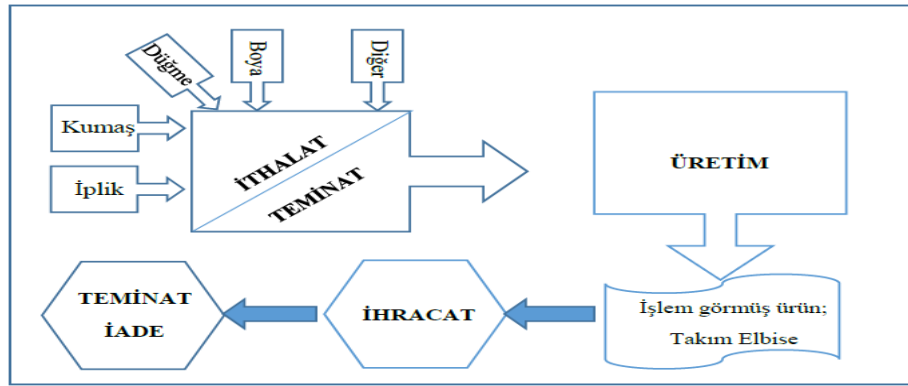 Düğme
Boya
Diğer
Kumaş
İplik
İTHALAT
TEMİNAT
ÜRETİM
TEMİNAT
İADE
İHRACAT
İşlem görmüş ürün;
Takım Elbise